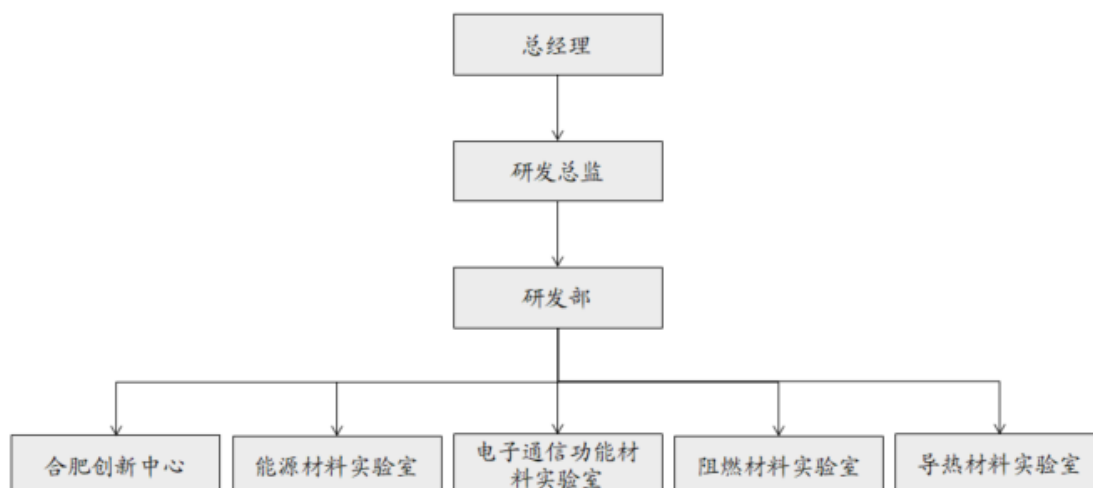 总经理
研发总监
研发部
合肥创新中心
能源材料实验室
电子通信功能材
料实验室
阻燃材料实验室
导热材料实验室